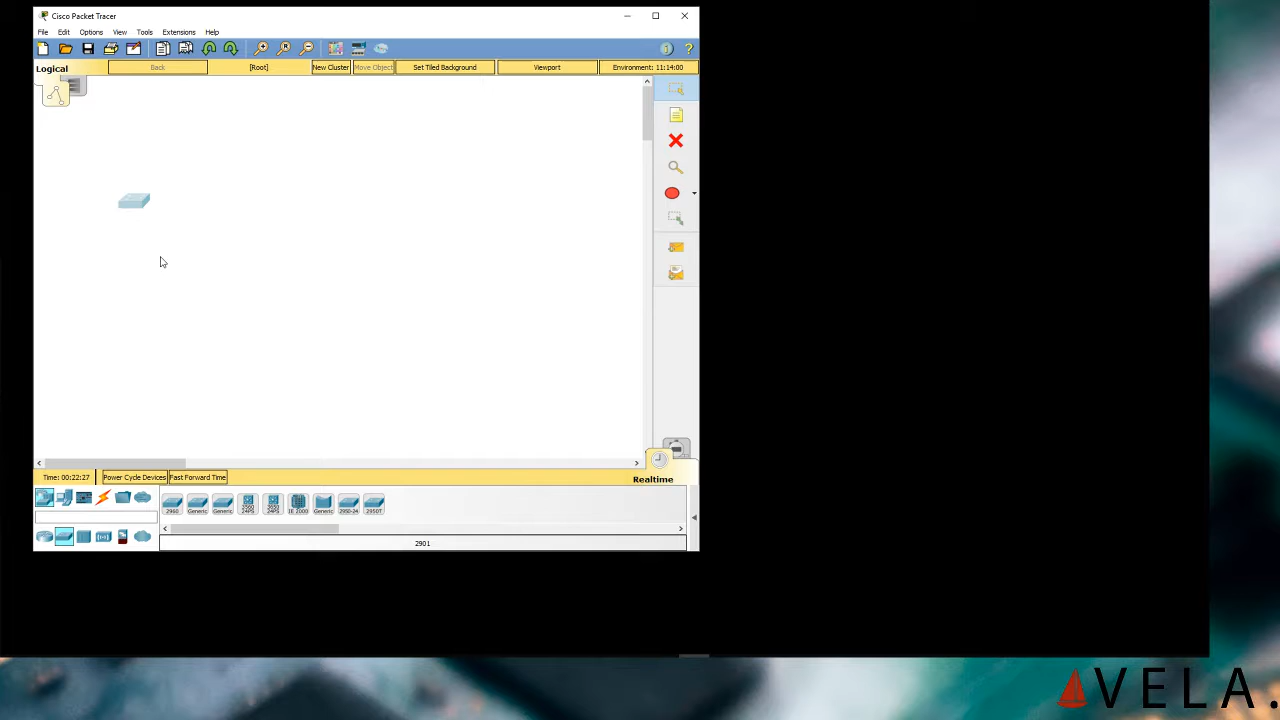 Cisco Packet Tracer
File Edit Options View Tools Extensions Help
Logical Back [Root] New Cluster Move Object Set Tiled Background Viewport Environment: 11:14:00
Time: 00:22:27 Power Cycle Devices Fast Forward Time Realtime
2960 Generic Generic 24PS 24PS IE 2000 Generic 2950-24 2950T
2901
VELA.